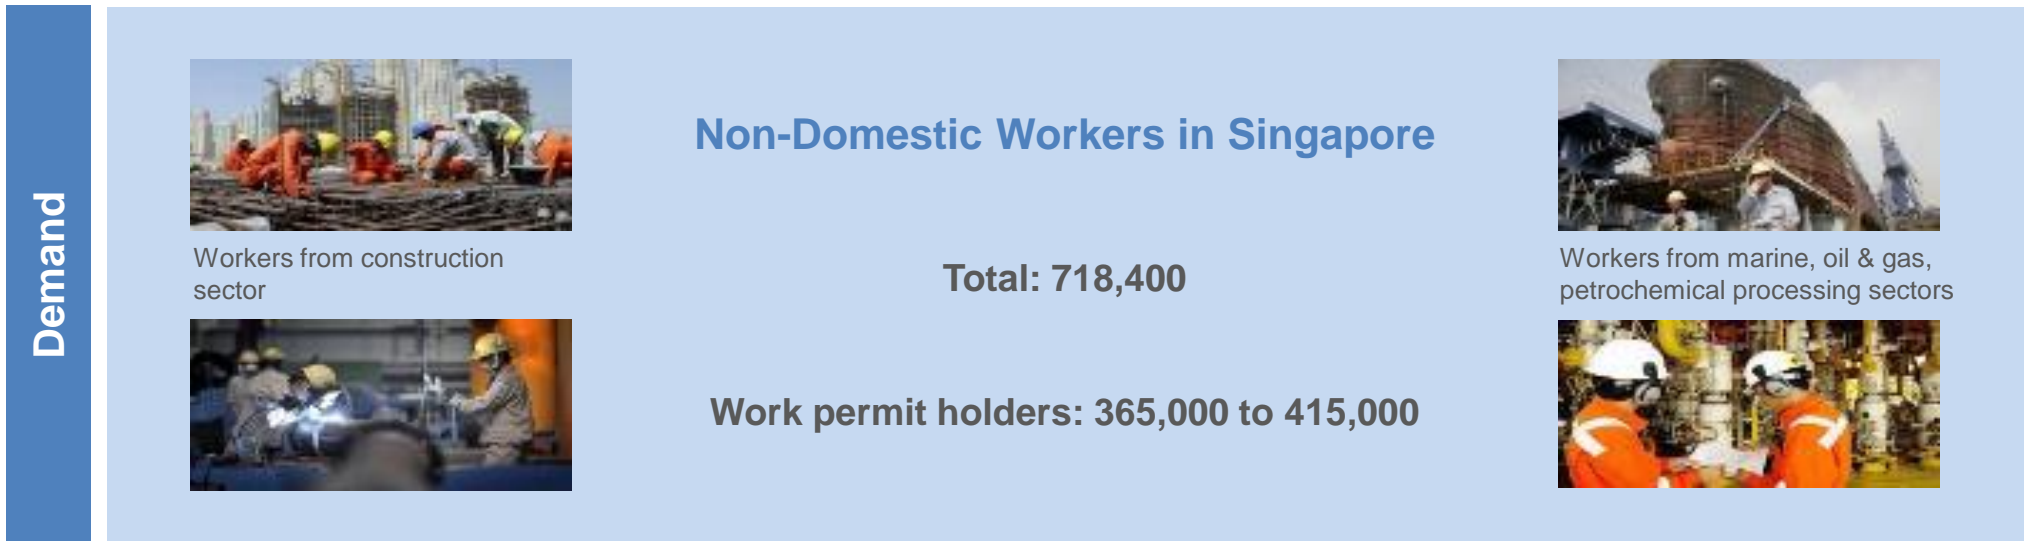 Demand
Non-Domestic Workers in Singapore
Workers from construction
sector
Total: 718,400
Workers from marine, oil & gas,
petrochemical processing sectors
Work permit holders: 365,000 to 415,000